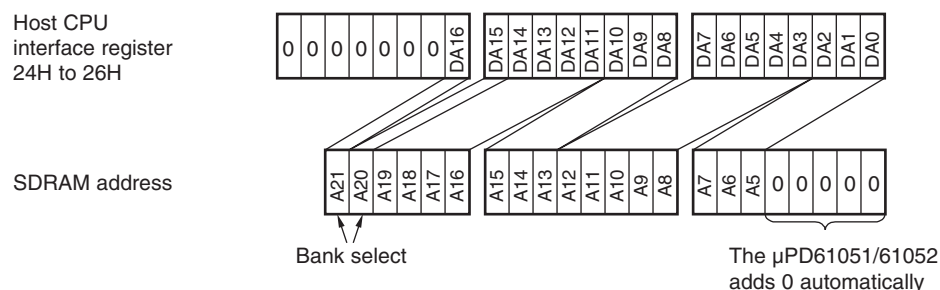 Host CPU
interface register
24H to 26H
0 0 0 0 0 0 0 DA16
DA15 DA14 DA13 DA12 DA11 DA10 DA9 DA8
DA7 DA6 DA5 DA4 DA3 DA2 DA1 DA0
SDRAM address
A21 A20 A19 A18 A17 A16
A15 A14 A13 A12 A11 A10 A9 A8
A7 A6 A5 0 0 0 0 0
Bank select
The µPD61051/61052
adds 0 automatically